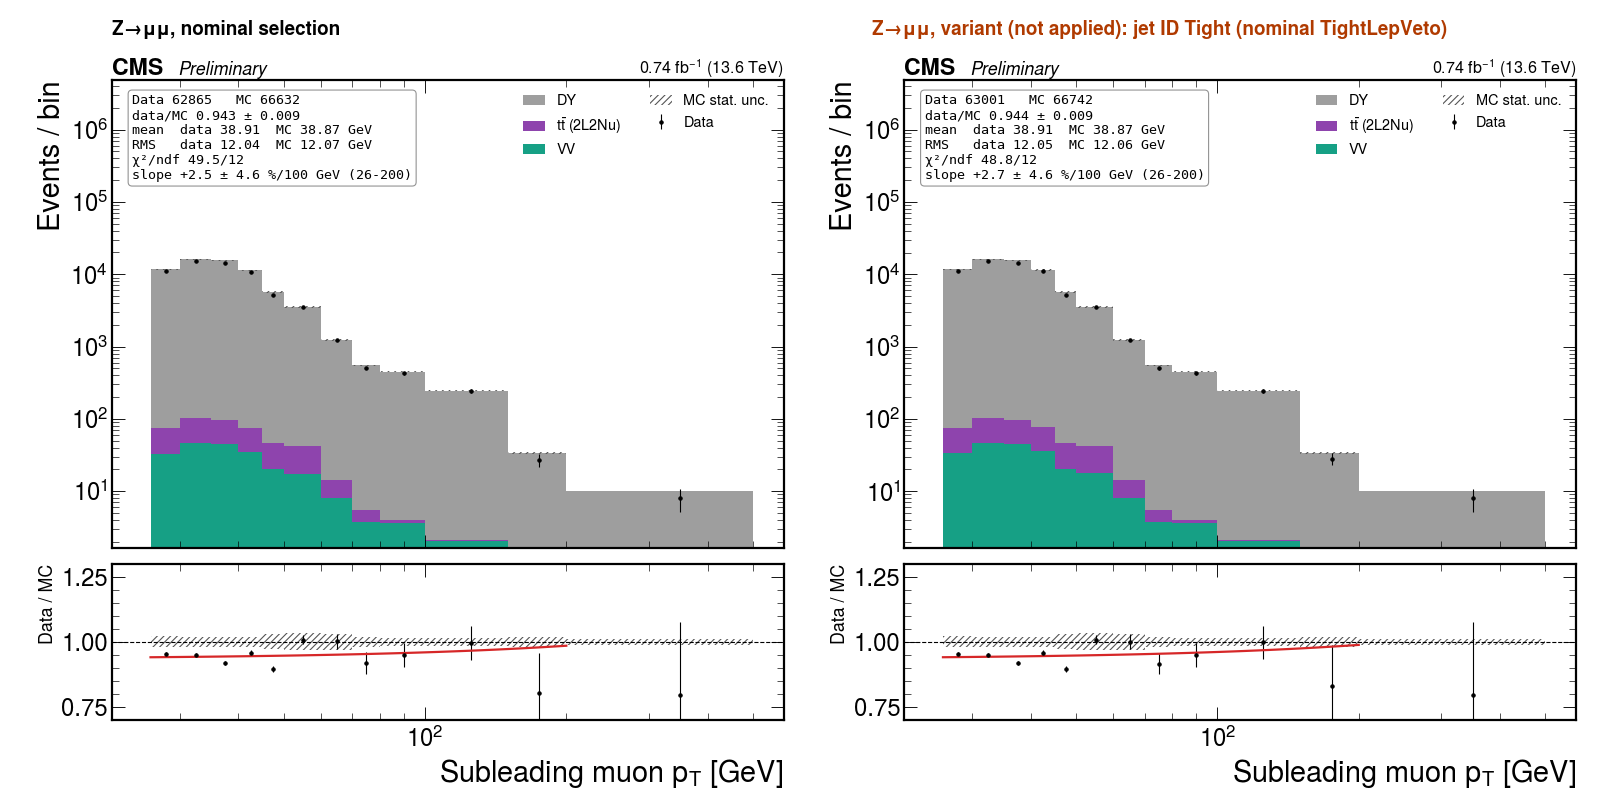 Z→μμ, nominal selection
CMS Preliminary 0.74 fb⁻¹ (13.6 TeV)
Events / bin
Data 62865 MC 66632
data/MC 0.943 ± 0.009
mean data 38.91 MC 38.87 GeV
RMS data 12.04 MC 12.07 GeV
χ²/ndf 49.5/12
slope +2.5 ± 4.6 %/100 GeV (26-200)
DY
tt̄ (2L2Nu)
VV
MC stat. unc.
Data
10⁶
10⁵
10⁴
10³
10²
10¹
Data / MC
1.25
1.00
0.75
10²
Subleading muon p_T [GeV]
Z→μμ, variant (not applied): jet ID Tight (nominal TightLepVeto)
CMS Preliminary 0.74 fb⁻¹ (13.6 TeV)
Events / bin
Data 63001 MC 66742
data/MC 0.944 ± 0.009
mean data 38.91 MC 38.87 GeV
RMS data 12.05 MC 12.06 GeV
χ²/ndf 48.8/12
slope +2.7 ± 4.6 %/100 GeV (26-200)
DY
tt̄ (2L2Nu)
VV
MC stat. unc.
Data
10⁶
10⁵
10⁴
10³
10²
10¹
Data / MC
1.25
1.00
0.75
10²
Subleading muon p_T [GeV]